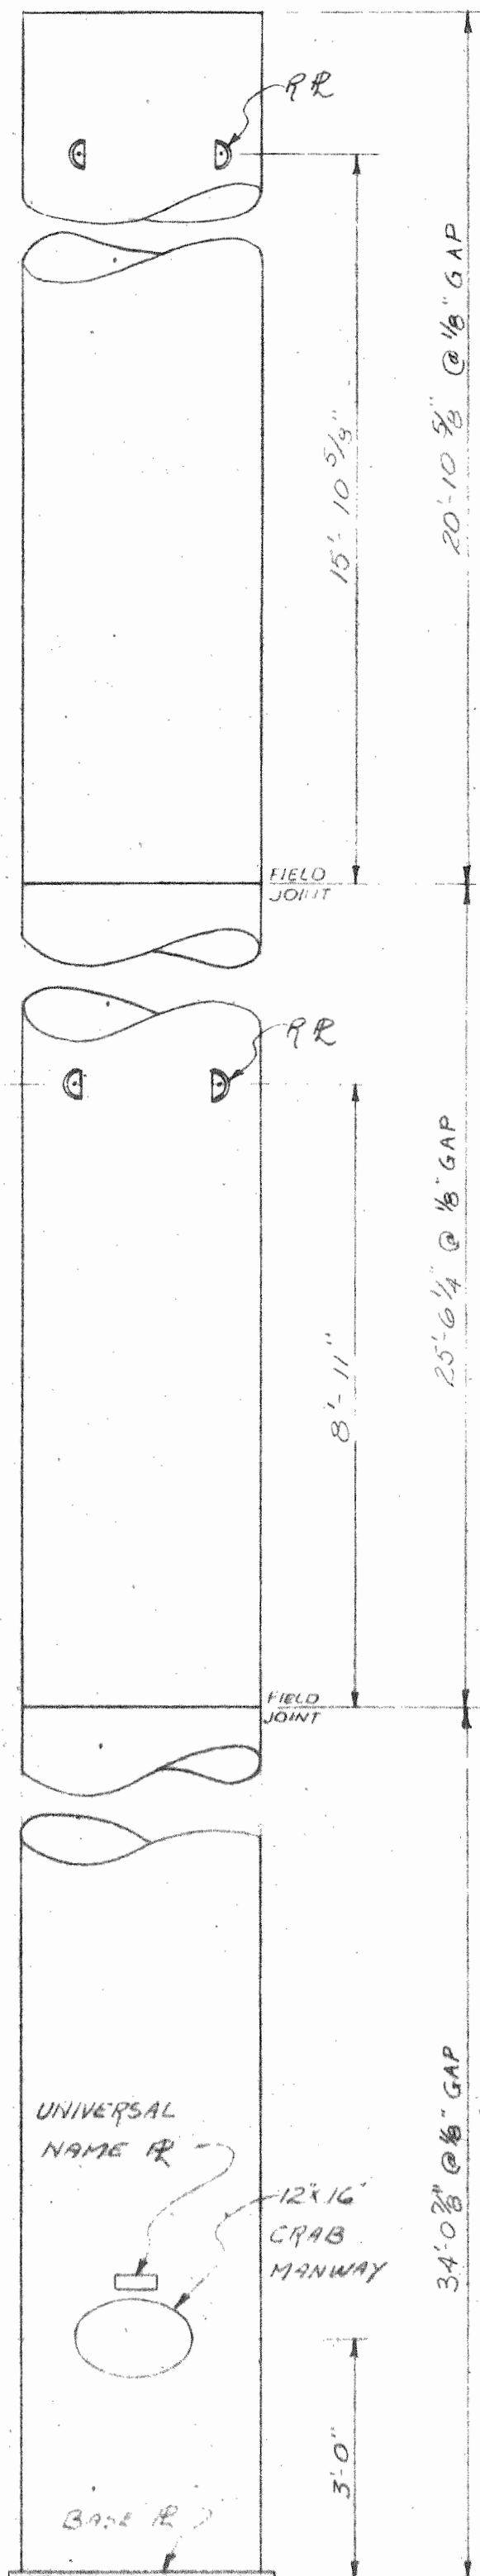 R ⅊
15'-10 5/8"
20'-10 5/8" @ 1/8" GAP
FIELD
JOINT
R ⅊
8'-11"
25'-6 1/4" @ 1/8" GAP
FIELD
JOINT
UNIVERSAL
NAME ⅊
12"x16"
CRAB
MANWAY
34'-0 7/8" @ 1/8" GAP
3'-0"
BASE ⅊